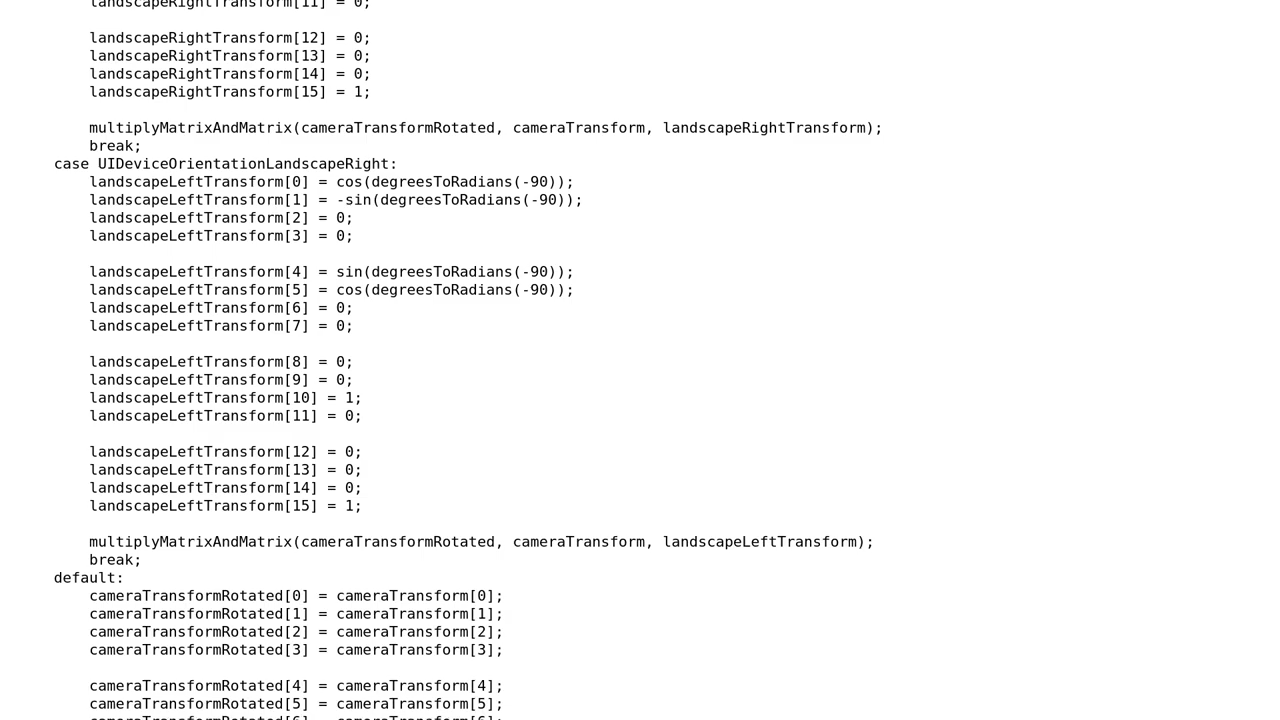 landscapeRightTransform[11] = 0;
landscapeRightTransform[12] = 0;
landscapeRightTransform[13] = 0;
landscapeRightTransform[14] = 0;
landscapeRightTransform[15] = 1;
multiplyMatrixAndMatrix(cameraTransformRotated, cameraTransform, landscapeRightTransform);
break;
case UIDeviceOrientationLandscapeRight:
landscapeLeftTransform[0] = cos(degreesToRadians(-90));
landscapeLeftTransform[1] = -sin(degreesToRadians(-90));
landscapeLeftTransform[2] = 0;
landscapeLeftTransform[3] = 0;
landscapeLeftTransform[4] = sin(degreesToRadians(-90));
landscapeLeftTransform[5] = cos(degreesToRadians(-90));
landscapeLeftTransform[6] = 0;
landscapeLeftTransform[7] = 0;
landscapeLeftTransform[8] = 0;
landscapeLeftTransform[9] = 0;
landscapeLeftTransform[10] = 1;
landscapeLeftTransform[11] = 0;
landscapeLeftTransform[12] = 0;
landscapeLeftTransform[13] = 0;
landscapeLeftTransform[14] = 0;
landscapeLeftTransform[15] = 1;
multiplyMatrixAndMatrix(cameraTransformRotated, cameraTransform, landscapeLeftTransform);
break;
default:
cameraTransformRotated[0] = cameraTransform[0];
cameraTransformRotated[1] = cameraTransform[1];
cameraTransformRotated[2] = cameraTransform[2];
cameraTransformRotated[3] = cameraTransform[3];
cameraTransformRotated[4] = cameraTransform[4];
cameraTransformRotated[5] = cameraTransform[5];
cameraTransformRotated[6] = cameraTransform[6];